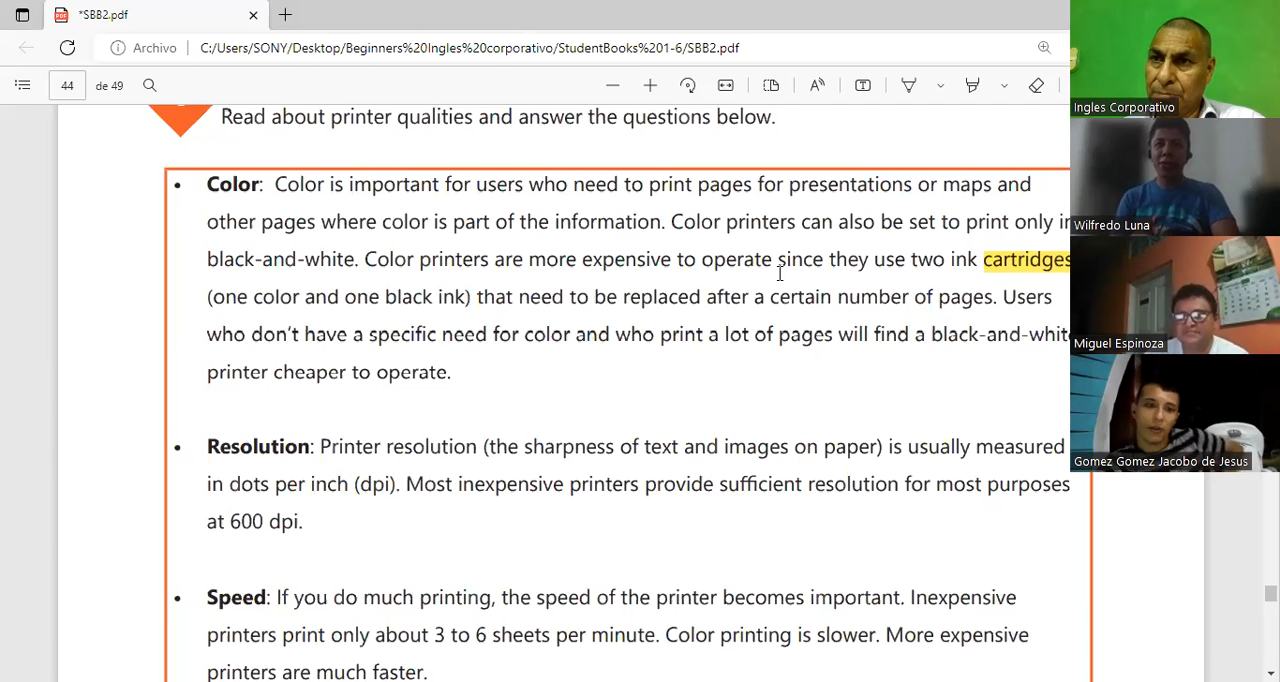 *SBB2.pdf
Archivo
C:/Users/SONY/Desktop/Beginners%20Ingles%20corporativo/StudentBooks%201-6/SBB2.pdf
44 de 49
Read about printer qualities and answer the questions below.
• Color: Color is important for users who need to print pages for presentations or maps and
other pages where color is part of the information. Color printers can also be set to print only in
black-and-white. Color printers are more expensive to operate since they use two ink cartridges
(one color and one black ink) that need to be replaced after a certain number of pages. Users
who don't have a specific need for color and who print a lot of pages will find a black-and-white
printer cheaper to operate.
• Resolution: Printer resolution (the sharpness of text and images on paper) is usually measured
in dots per inch (dpi). Most inexpensive printers provide sufficient resolution for most purposes
at 600 dpi.
• Speed: If you do much printing, the speed of the printer becomes important. Inexpensive
printers print only about 3 to 6 sheets per minute. Color printing is slower. More expensive
printers are much faster.
Ingles Corporativo
Wilfredo Luna
Miguel Espinoza
Gomez Gomez Jacobo de Jesus